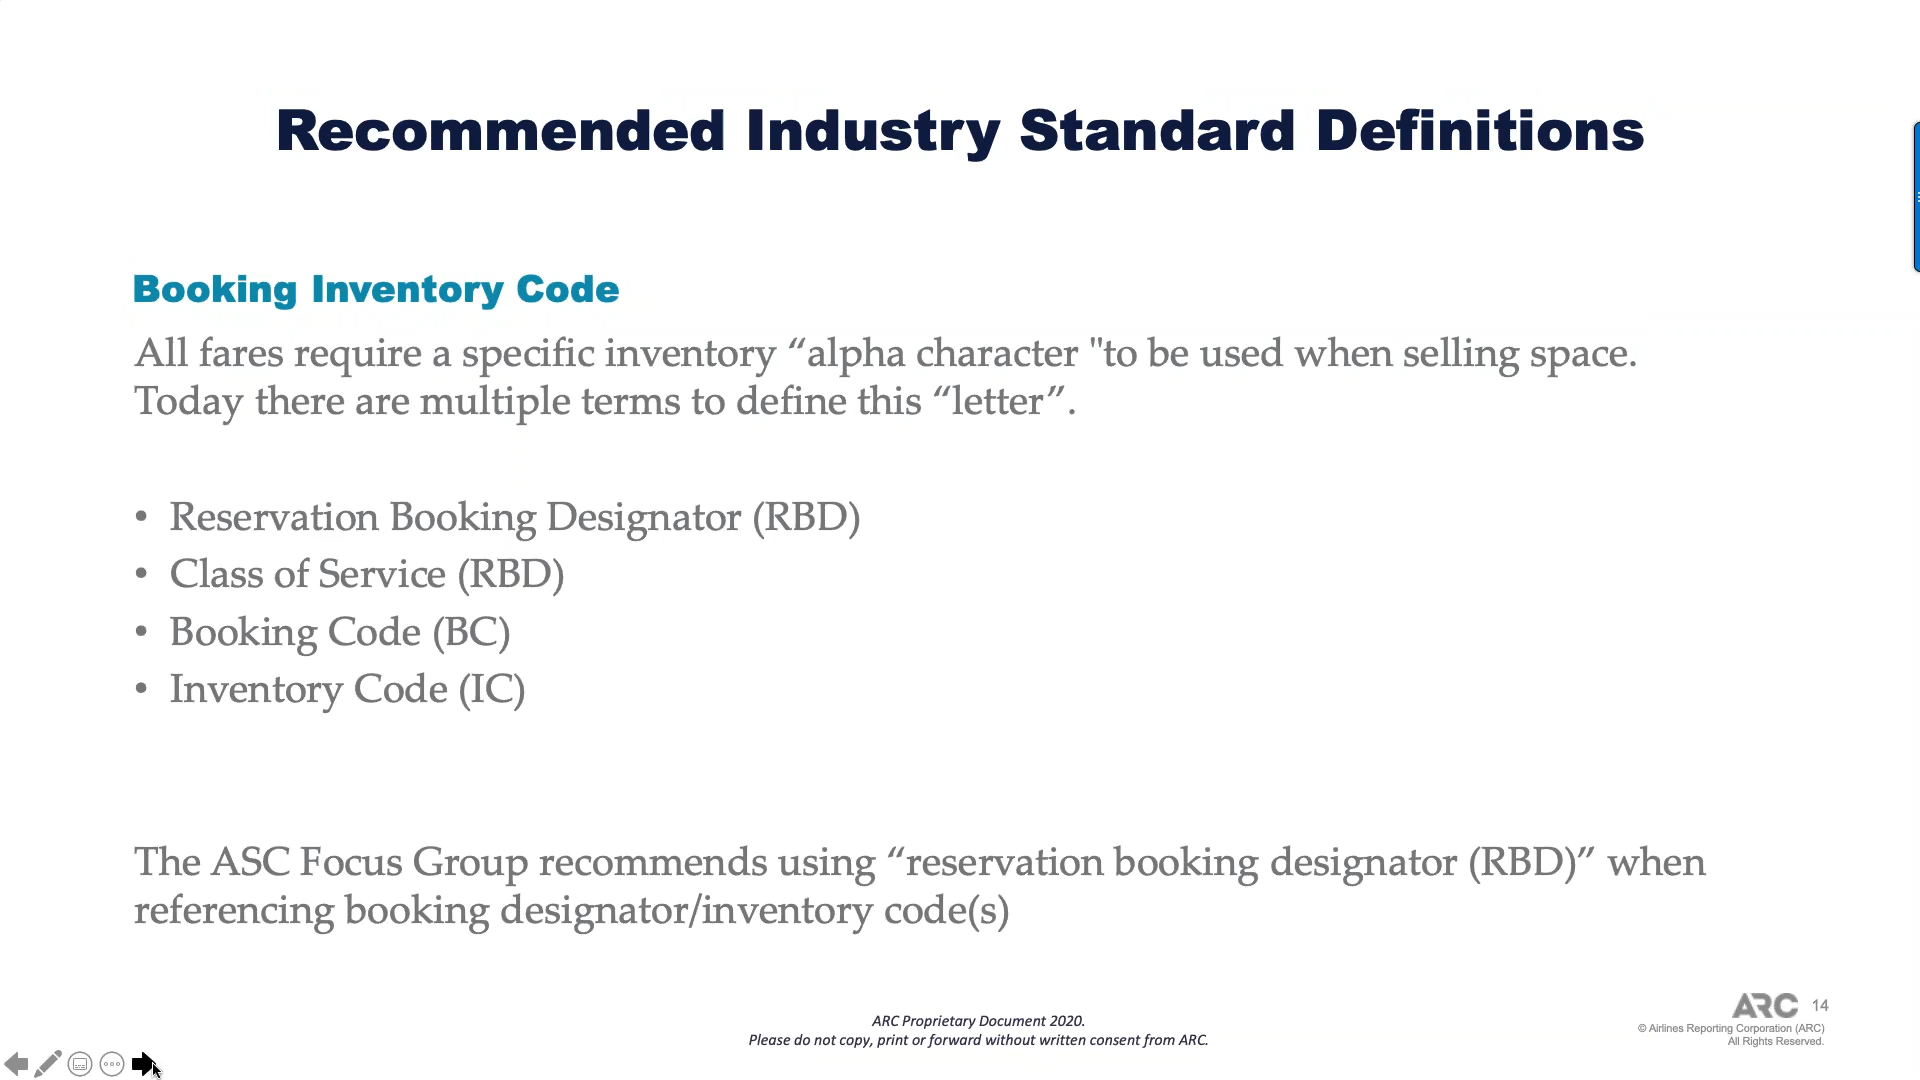 Recommended Industry Standard Definitions
Booking Inventory Code
All fares require a specific inventory “alpha character "to be used when selling space.
Today there are multiple terms to define this “letter”.
• Reservation Booking Designator (RBD)
• Class of Service (RBD)
• Booking Code (BC)
• Inventory Code (IC)
The ASC Focus Group recommends using “reservation booking designator (RBD)” when
referencing booking designator/inventory code(s)
ARC Proprietary Document 2020.
Please do not copy, print or forward without written consent from ARC.
ARC 14
© Airlines Reporting Corporation (ARC)
All Rights Reserved.